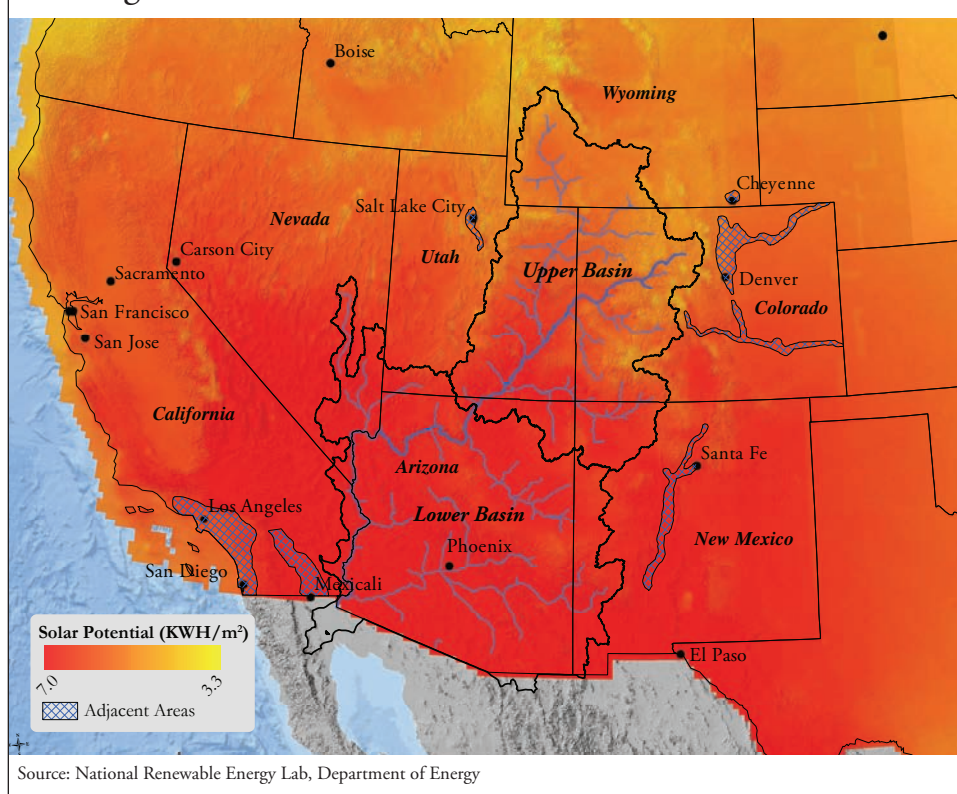 Boise
Wyoming
Cheyenne
Salt Lake City
Nevada
Utah
Carson City
Upper Basin
Sacramento
Denver
San Francisco
Colorado
San Jose
California
Santa Fe
Arizona
Los Angeles
Lower Basin
New Mexico
Phoenix
San Diego
Mexicali
Solar Potential (KWH/m²)
El Paso
7.0
3.3
Adjacent Areas
Source: National Renewable Energy Lab, Department of Energy